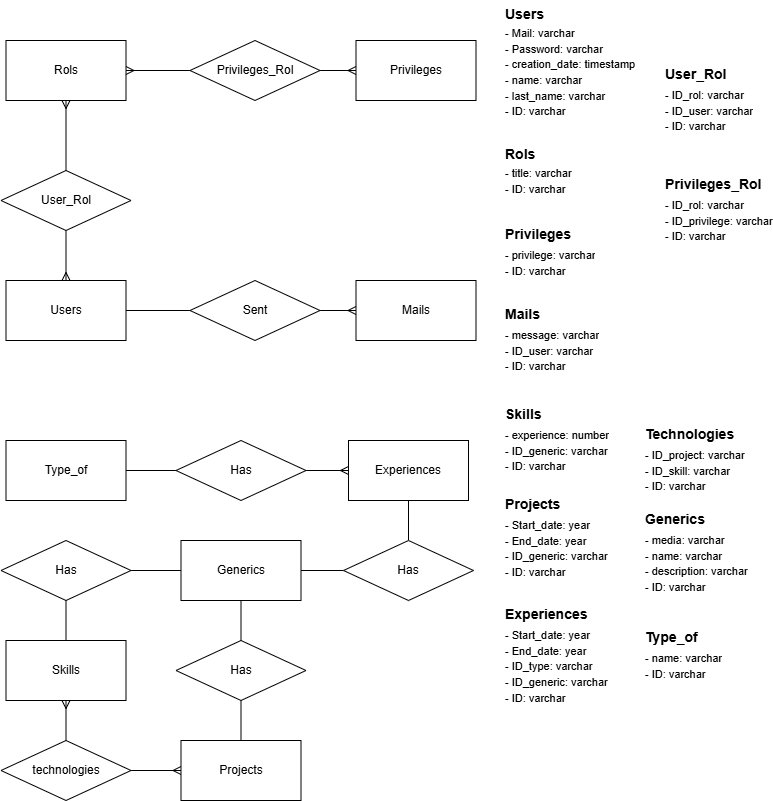 Rols
Privileges_Rol
Privileges
User_Rol
Users
Sent
Mails
Type_of
Has
Experiences
Has
Generics
Has
Skills
Has
technologies
Projects
Users
- Mail: varchar
- Password: varchar
- creation_date: timestamp
- name: varchar
- last_name: varchar
- ID: varchar
User_Rol
- ID_rol: varchar
- ID_user: varchar
- ID: varchar
Rols
- title: varchar
- ID: varchar
Privileges_Rol
- ID_rol: varchar
- ID_privilege: varchar
- ID: varchar
Privileges
- privilege: varchar
- ID: varchar
Mails
- message: varchar
- ID_user: varchar
- ID: varchar
Skills
- experience: number
- ID_generic: varchar
- ID: varchar
Technologies
- ID_project: varchar
- ID_skill: varchar
- ID: varchar
Projects
- Start_date: year
- End_date: year
- ID_generic: varchar
- ID: varchar
Generics
- media: varchar
- name: varchar
- description: varchar
- ID: varchar
Experiences
- Start_date: year
- End_date: year
- ID_type: varchar
- ID_generic: varchar
- ID: varchar
Type_of
- name: varchar
- ID: varchar